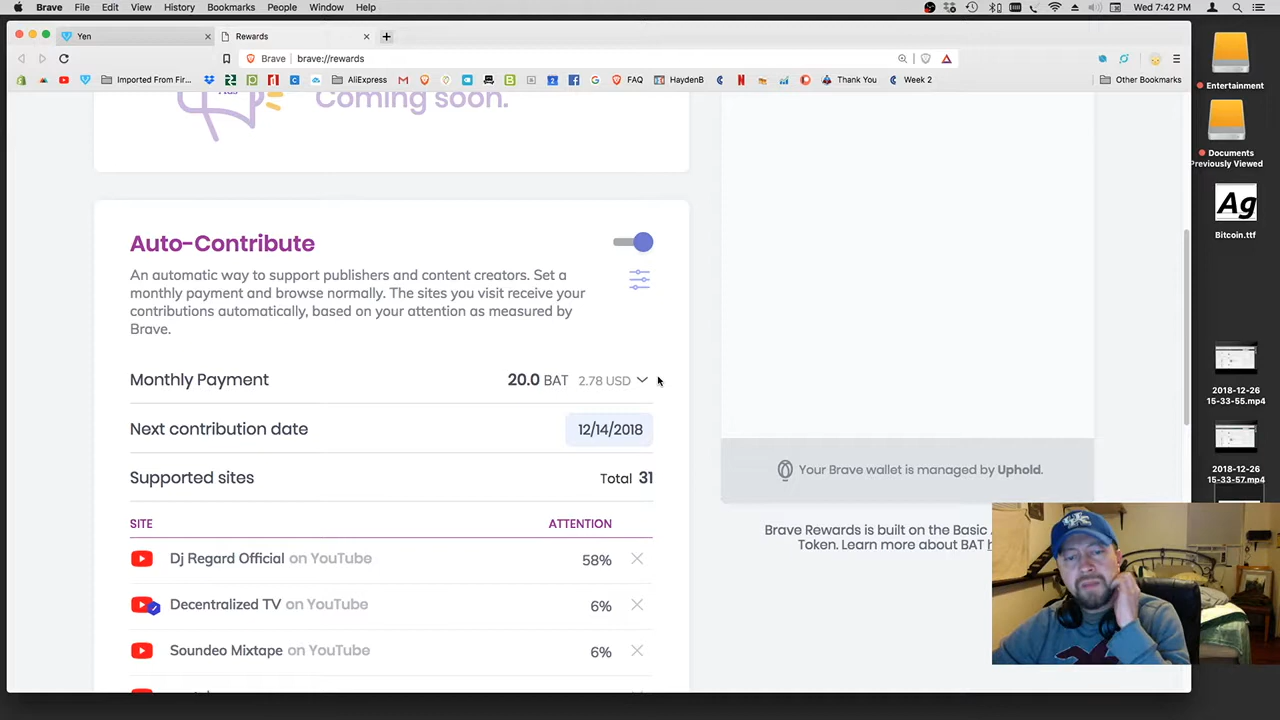 Brave File Edit View History Bookmarks People Window Help Wed 7:42 PM
Yen Rewards
Brave brave://rewards
Imported From Fir... AliExpress FAQ HaydenB Thank You Week 2 Other Bookmarks
Coming soon.
Auto-Contribute
An automatic way to support publishers and content creators. Set a
monthly payment and browse normally. The sites you visit receive your
contributions automatically, based on your attention as measured by
Brave.
Monthly Payment 20.0 BAT 2.78 USD
Next contribution date 12/14/2018
Supported sites Total 31
SITE ATTENTION
Dj Regard Official on YouTube 58%
Decentralized TV on YouTube 6%
Soundeo Mixtape on YouTube 6%
Your Brave wallet is managed by Uphold.
Brave Rewards is built on the Basic
Token. Learn more about BAT
Entertainment
Documents
Previously Viewed
Ag
Bitcoin.ttf
2018-12-26
15-33-55.mp4
2018-12-26
15-33-57.mp4